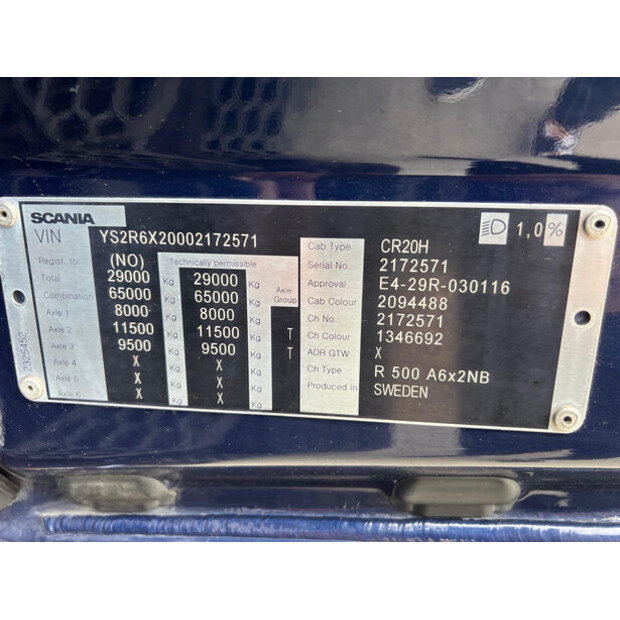 SCANIA
VIN YS2R6X20002172571
Regist. for (NO) Technically permissible
Total 29000 Kg 29000 Kg
Combination 65000 Kg 65000 Kg Axle Group
Axle 1 8000 Kg 8000 Kg
Axle 2 11500 Kg 11500 Kg T
Axle 3 9500 Kg 9500 Kg T
Axle 4 X Kg X Kg
Axle 5 X Kg X Kg
Axle 6 X Kg X Kg
2325452
1,0%
Cab Type CR20H
Serial No. 2172571
Approval E4-29R-030116
Cab Colour 2094488
Ch No. 2172571
Ch Colour 1346692
ADR GTW X
Ch Type R 500 A6x2NB
Produced in SWEDEN